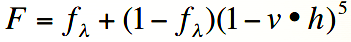 F = f_λ + (1 − f_λ)(1 − v • h)^5